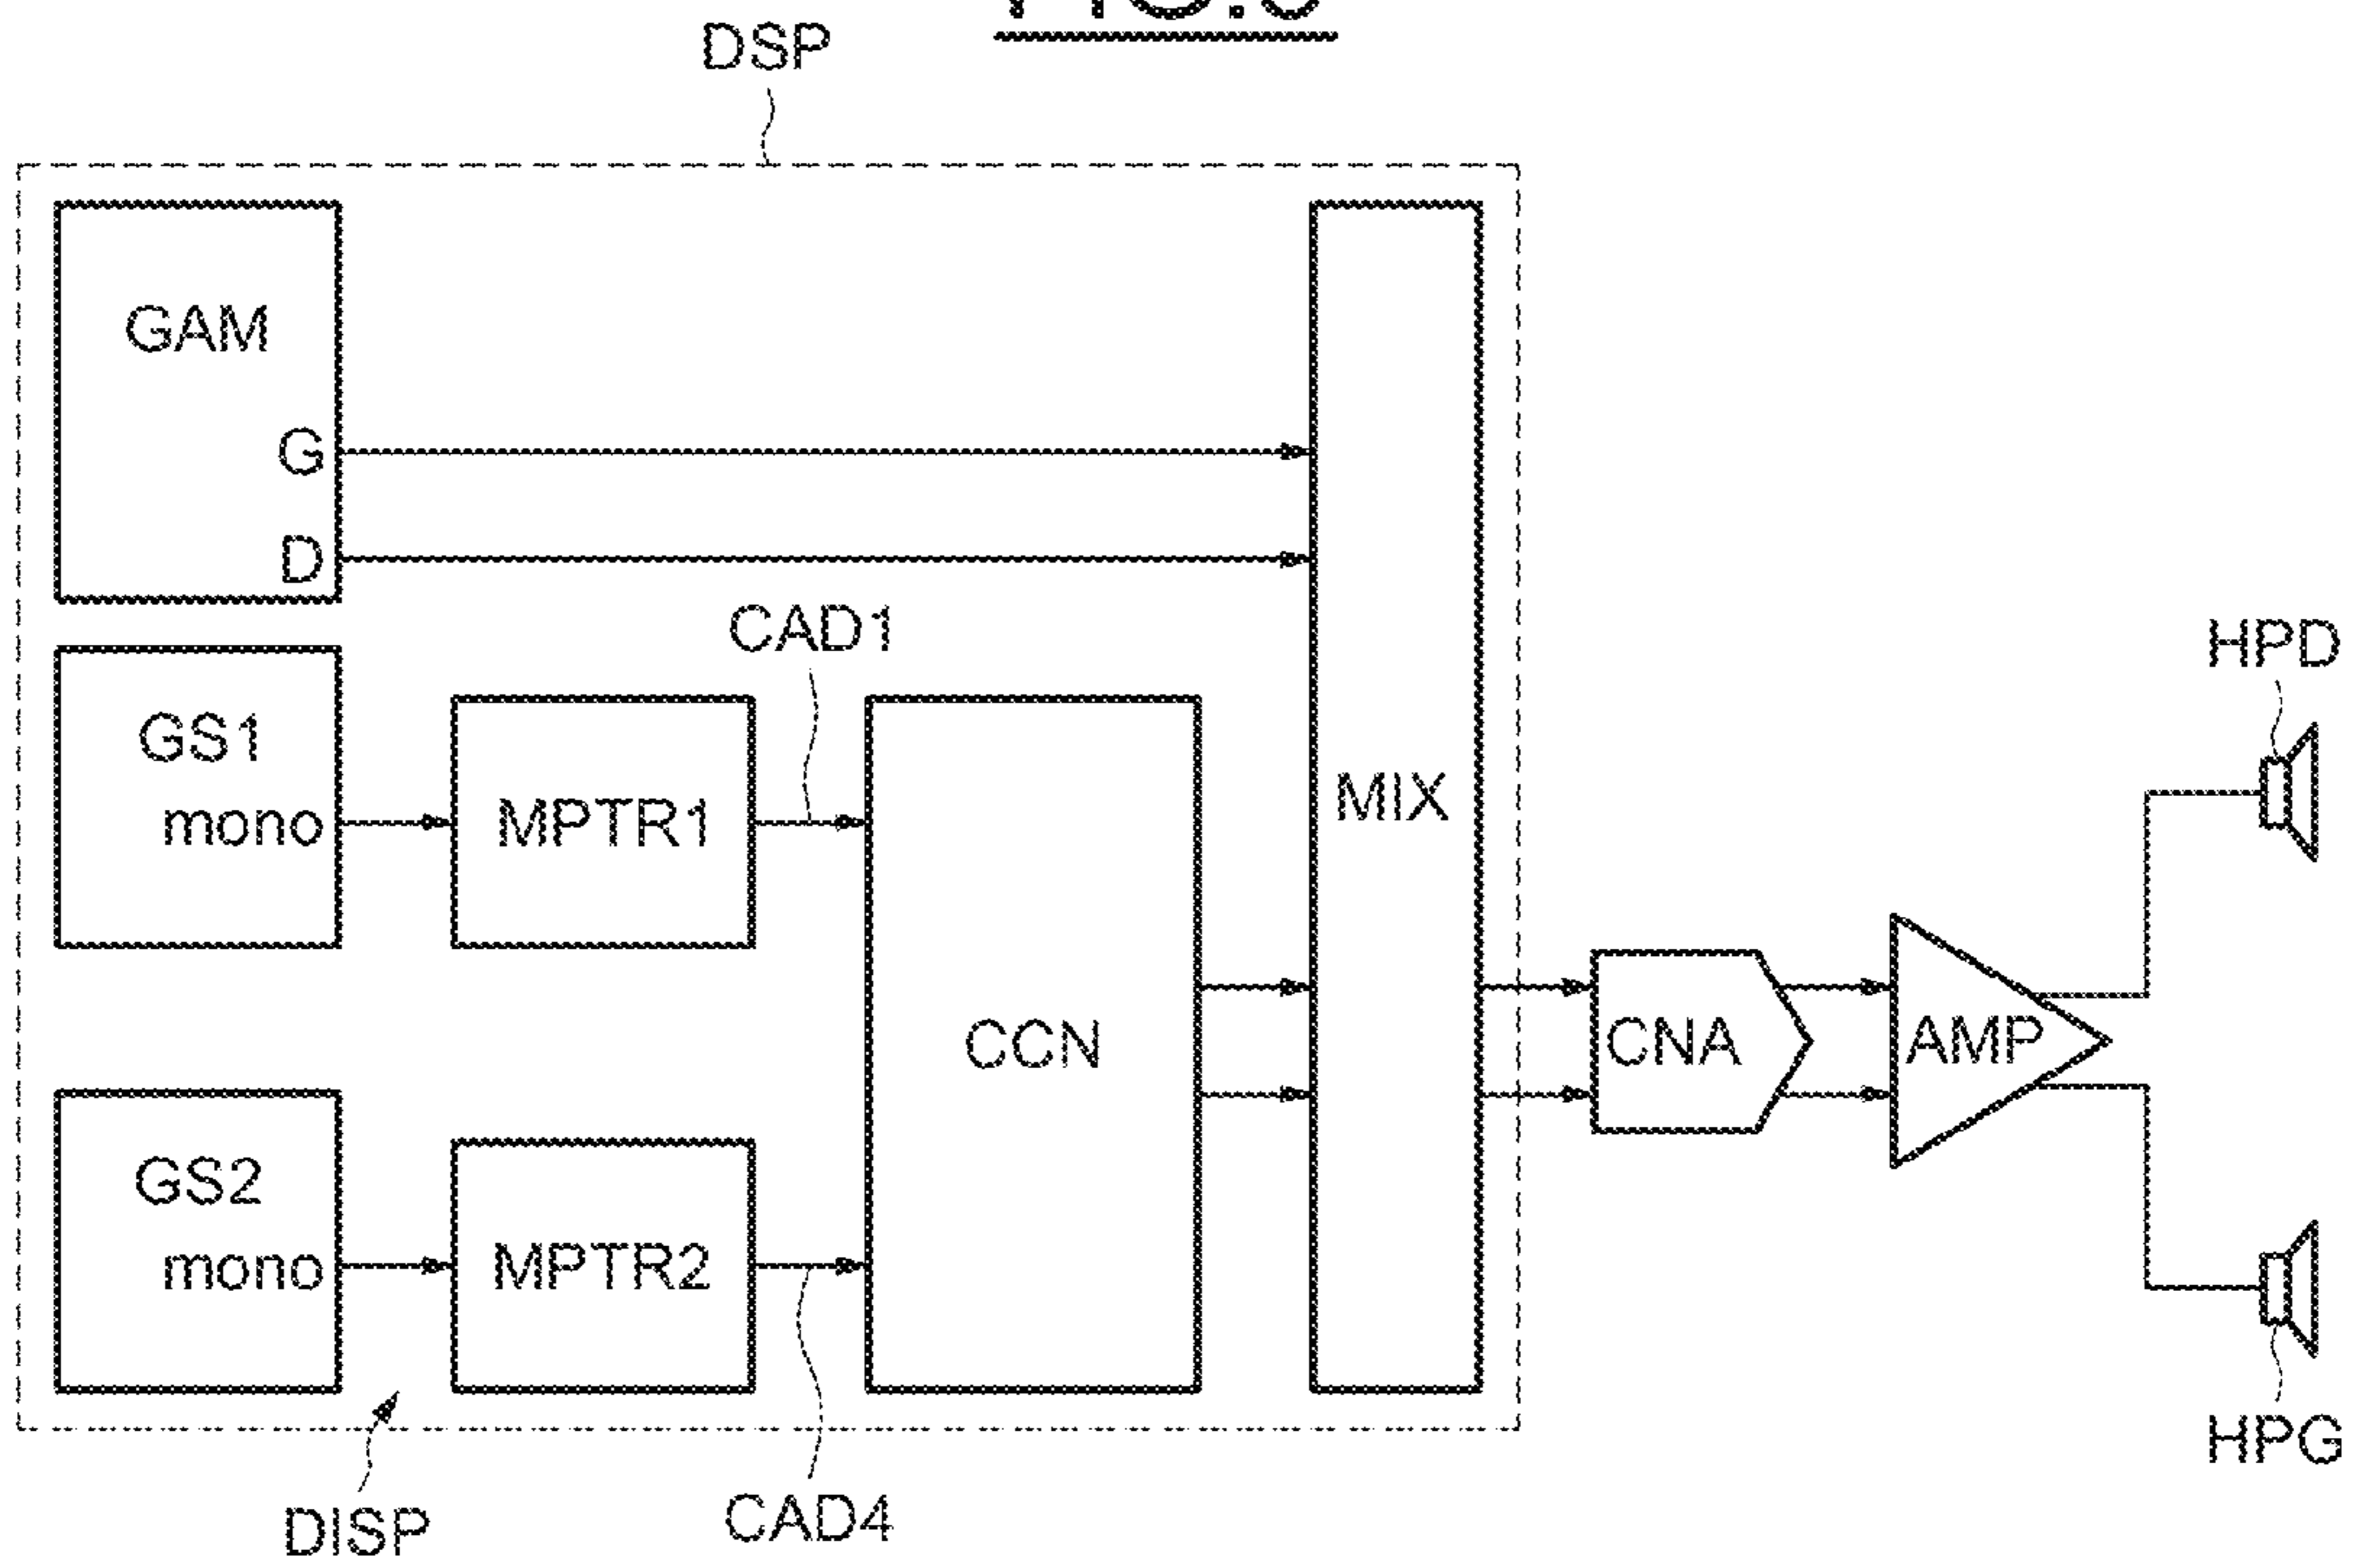 DSP
GAM
G
D
CAD1
HPD
GS1
mono
MPTR1
MIX
CCN
CNA
AMP
GS2
mono
MPTR2
HPG
DISP
CAD4